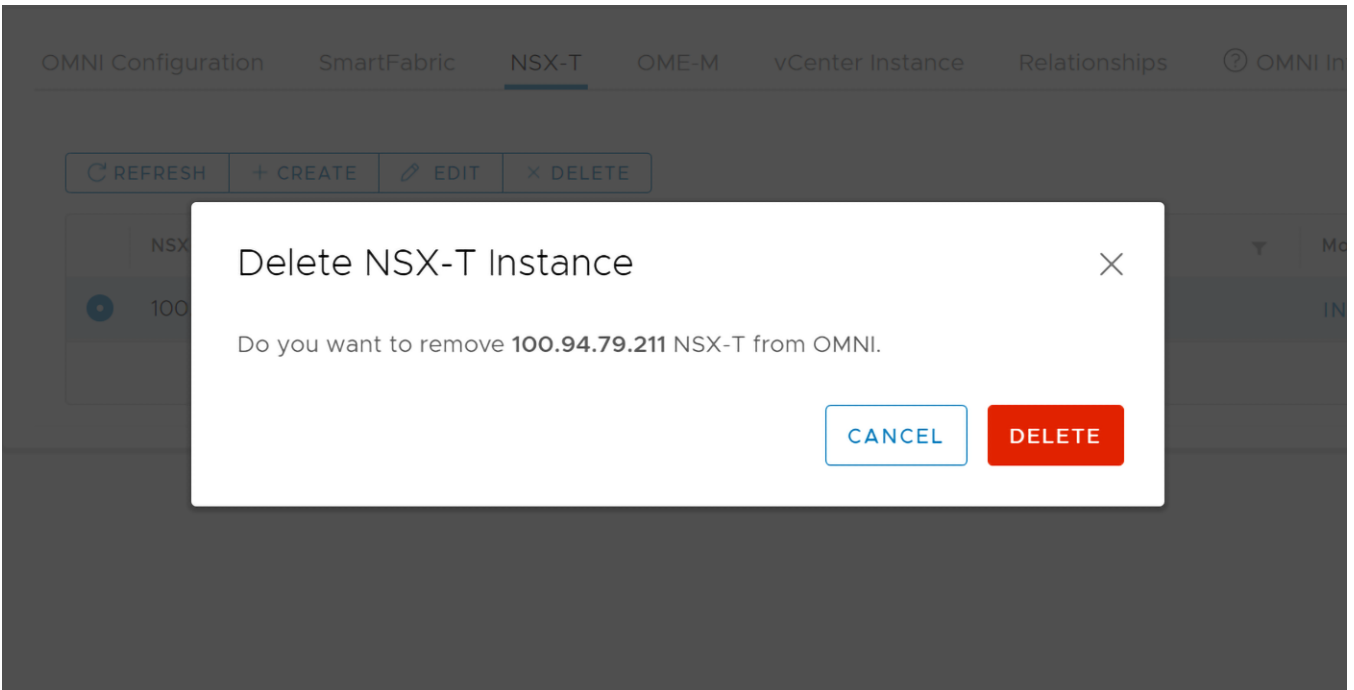 OMNI Configuration SmartFabric NSX-T OME-M vCenter Instance Relationships OMNI In
REFRESH + CREATE EDIT × DELETE
NSX Mo
Delete NSX-T Instance
100 IN
Do you want to remove 100.94.79.211 NSX-T from OMNI.
CANCEL DELETE